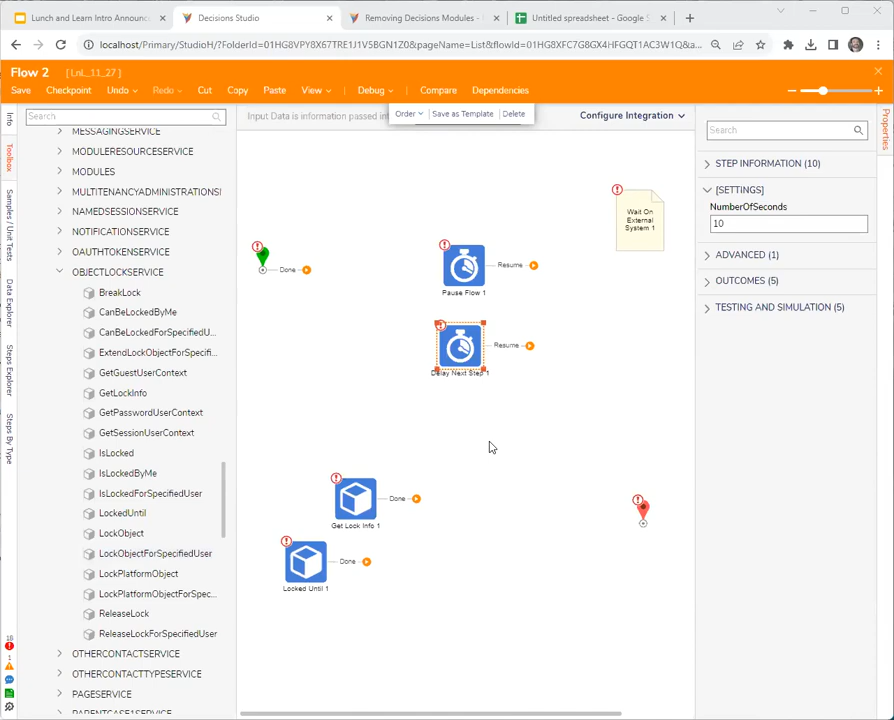 Lunch and Learn Intro Announc
Decisions Studio
Removing Decisions Modules -
Untitled spreadsheet - Google S
localhost/Primary/StudioH/?FolderId=01HG8VPY8X67TRE1J1V5BGN1Z0&pageName=List&flowId=01HG8XFC7G8GX4HFGQT1AC3W1Q&a...
Flow 2 [LnL_11_27]
Save Checkpoint Undo Redo Cut Copy Paste View Debug Compare Dependencies
Order Save as Template Delete
Info
Toolbox
Samples / Unit Tests
Data Explorer
Steps Explorer
Steps By Type
16
1
Search
MESSAGINGSERVICE
MODULERESOURCESERVICE
MODULES
MULTITENANCYADMINISTRATIONS
NAMEDSESSIONSERVICE
NOTIFICATIONSERVICE
OAUTHTOKENSERVICE
OBJECTLOCKSERVICE
BreakLock
CanBeLockedByMe
CanBeLockedForSpecifiedU...
ExtendLockObjectForSpecifi...
GetGuestUserContext
GetLockInfo
GetPasswordUserContext
GetSessionUserContext
IsLocked
IsLockedByMe
IsLockedForSpecifiedUser
LockedUntil
LockObject
LockObjectForSpecifiedUser
LockPlatformObject
LockPlatformObjectForSpec...
ReleaseLock
ReleaseLockForSpecifiedUser
OTHERCONTACTSERVICE
OTHERCONTACTTYPESERVICE
PAGESERVICE
PARENTCASE1SERVICE
Input Data is information passed in
Configure Integration
Wait On
External
System 1
Done
Resume
Pause Flow 1
Resume
Delay Next Step 1
Done
Get Lock Info 1
Done
Locked Until 1
Search
STEP INFORMATION (10)
[SETTINGS]
NumberOfSeconds
10
ADVANCED (1)
OUTCOMES (5)
TESTING AND SIMULATION (5)
Properties